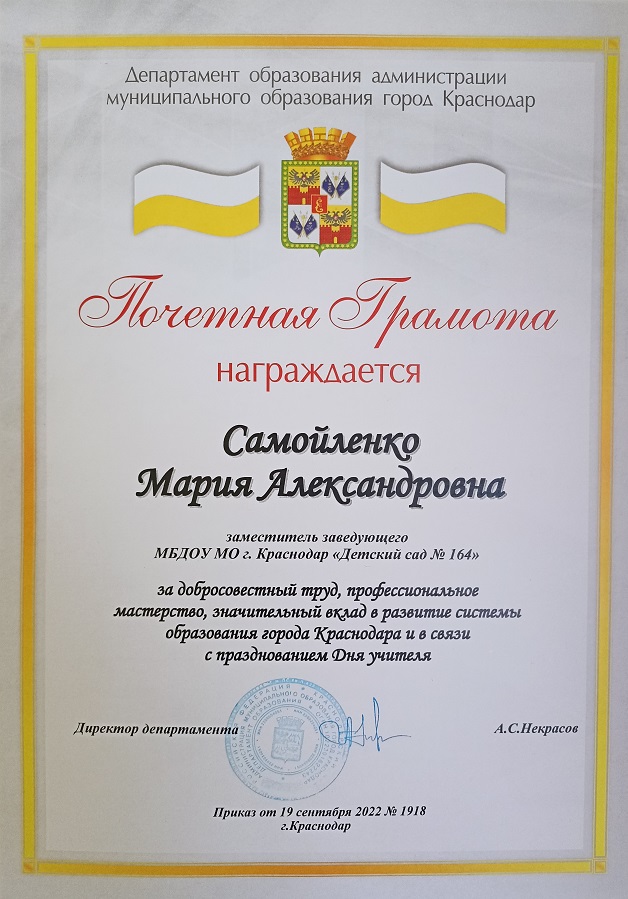 Департамент образования администрации
муниципального образования город Краснодар
Почетная Грамота
награждается
Самойленко
Мария Александровна
заместитель заведующего
МБДОУ МО г. Краснодар «Детский сад № 164»
за добросовестный труд, профессиональное
мастерство, значительный вклад в развитие системы
образования города Краснодара и в связи
с празднованием Дня учителя
Директор департамента
А.С.Некрасов
Приказ от 19 сентября 2022 № 1918
г.Краснодар